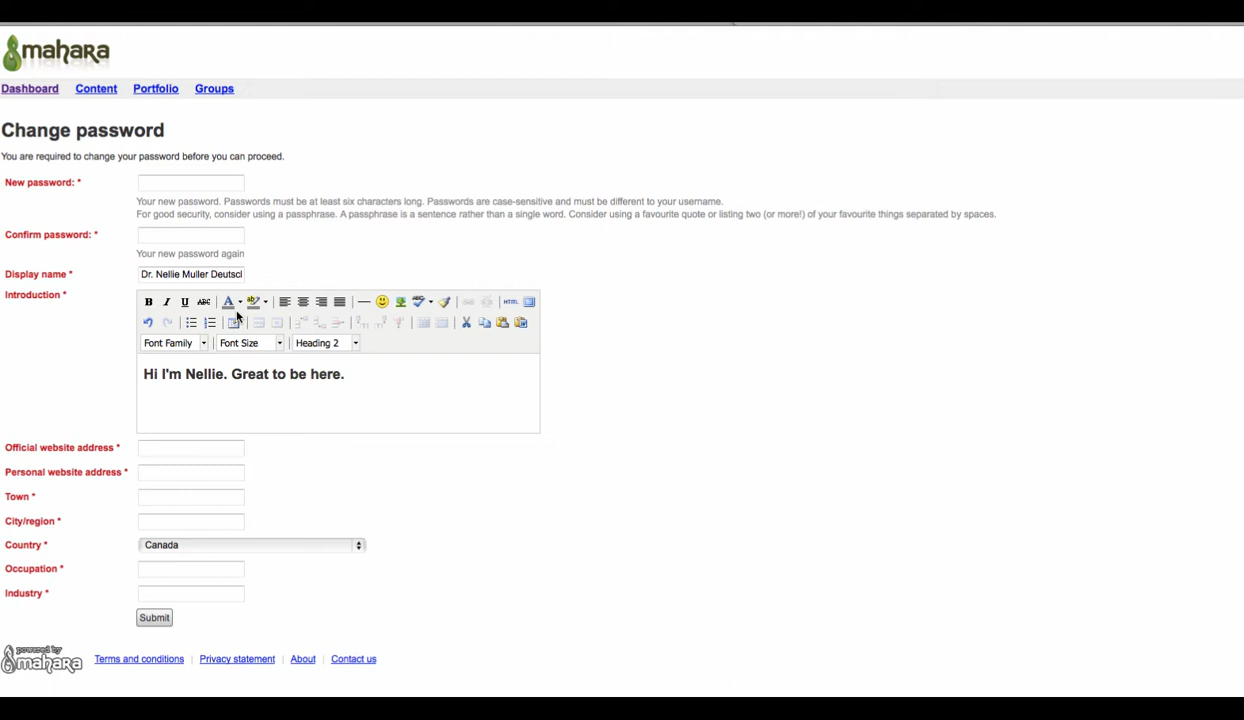 mahara
Dashboard Content Portfolio Groups
Change password
You are required to change your password before you can proceed.
New password: *
Your new password. Passwords must be at least six characters long. Passwords are case-sensitive and must be different to your username.
For good security, consider using a passphrase. A passphrase is a sentence rather than a single word. Consider using a favourite quote or listing two (or more!) of your favourite things separated by spaces.
Confirm password: *
Your new password again
Display name * Dr. Nellie Muller Deutscl
Introduction *
B I U ABC A ab ABC HTML
Font Family Font Size Heading 2
Hi I'm Nellie. Great to be here.
Official website address *
Personal website address *
Town *
City/region *
Country * Canada
Occupation *
Industry *
Submit
powered by
mahara
Terms and conditions | Privacy statement | About | Contact us